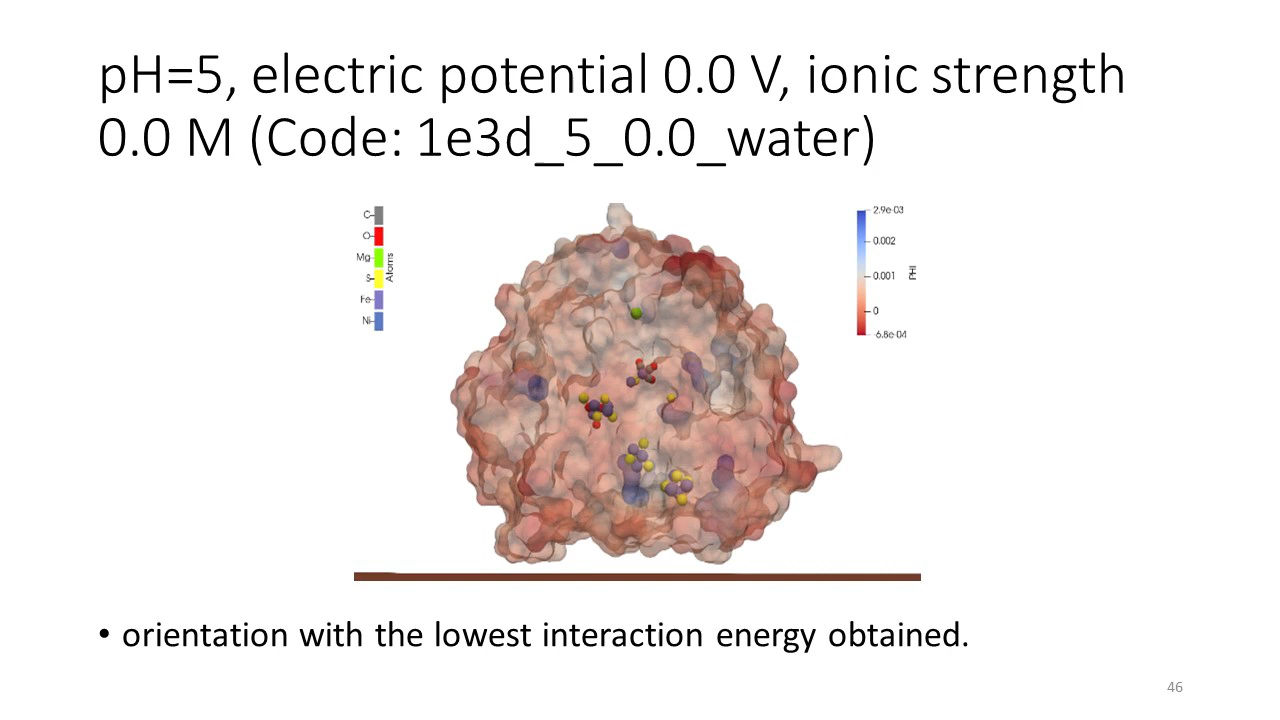 pH=5, electric potential 0.0 V, ionic strength
0.0 M (Code: 1e3d_5_0.0_water)
C
O
Mg
S
Fe
Ni
Atoms
2.9e-03
0.002
0.001
0
-6.8e-04
PHI
• orientation with the lowest interaction energy obtained.
46